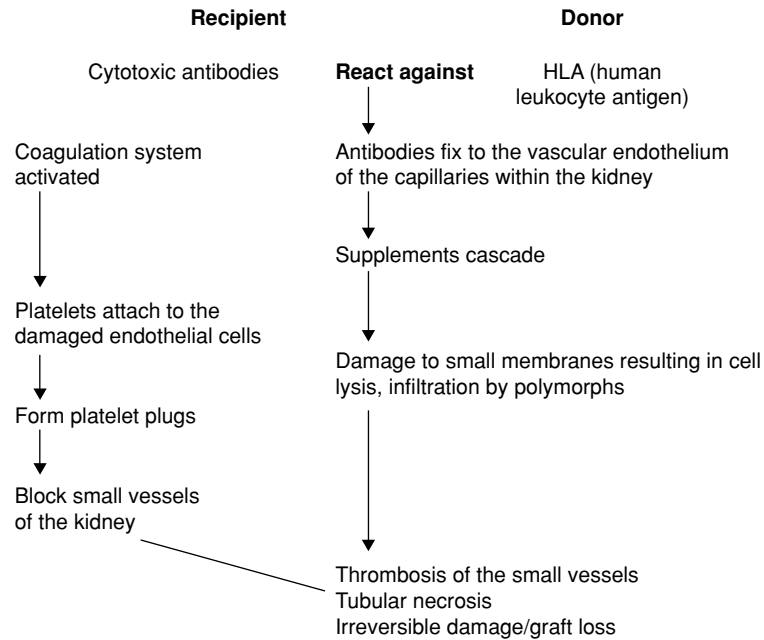 Recipient Donor
Cytotoxic antibodies React against HLA (human
leukocyte antigen)
Coagulation system
activated
Antibodies fix to the vascular endothelium
of the capillaries within the kidney
Supplements cascade
Platelets attach to the
damaged endothelial cells
Damage to small membranes resulting in cell
lysis, infiltration by polymorphs
Form platelet plugs
Block small vessels
of the kidney
Thrombosis of the small vessels
Tubular necrosis
Irreversible damage/graft loss